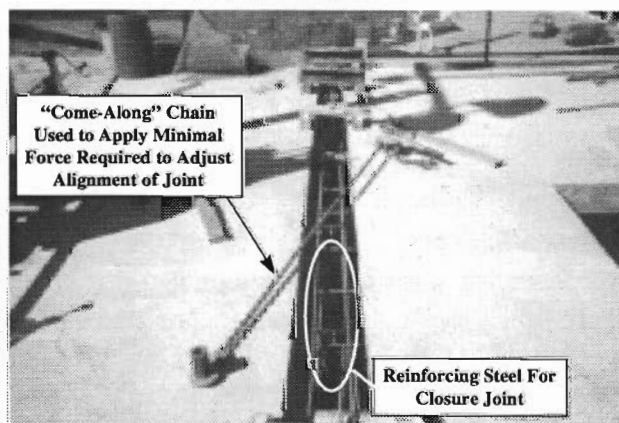 “Come-Along” Chain
Used to Apply Minimal
Force Required to Adjust
Alignment of Joint
Reinforcing Steel For
Closure Joint